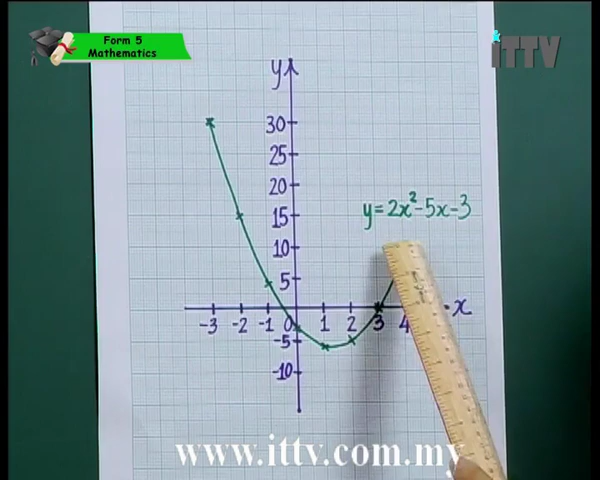 Form 5
Mathematics
iTTV
y
30
25
20
15
10
5
y=2x²-5x-3
-3 -2 -1 0 1 2 3 4 x
-5
-10
www.ittv.com.my